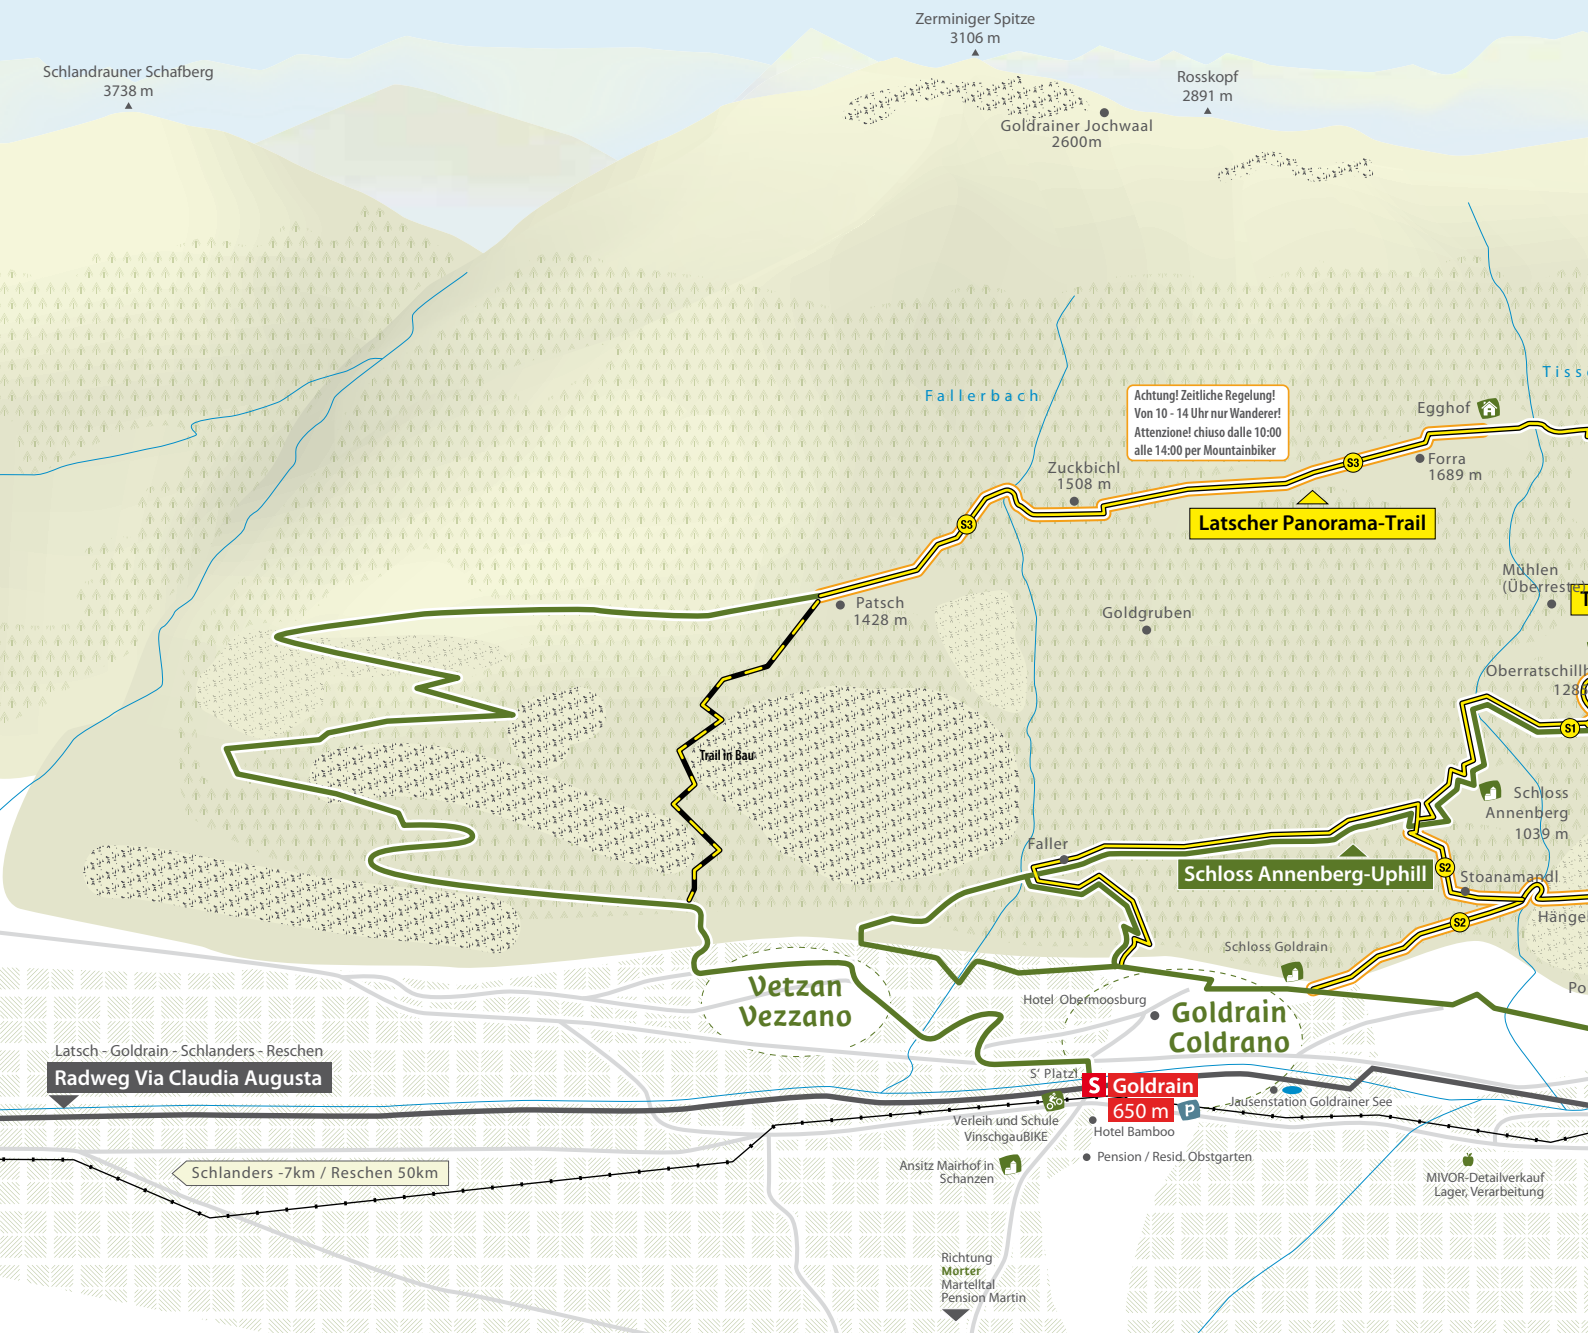 Zerminiger Spitze
3106 m
Schlandrauner Schafberg
3738 m
Rosskopf
2891 m
Goldrainer Jochwaal
2600m
Fallerbach
Tiss
Achtung! Zeitliche Regelung!
Von 10 - 14 Uhr nur Wanderer!
Attenzione! chiuso dalle 10:00
alle 14:00 per Mountainbiker
Egghof
Forra
1689 m
S3
Zuckbichl
1508 m
S3
Latscher Panorama-Trail
Mühlen
(Überreste)
T
Patsch
1428 m
Goldgruben
Oberratschillh
128
S1
Trail in Bau
Schloss
Annenberg
1039 m
Faller
Schloss Annenberg-Uphill
S2
Stoanamandl
S2
Hänge
Schloss Goldrain
Po
Vetzan
Vezzano
Hotel Obermoosburg
Goldrain
Coldrano
Latsch - Goldrain - Schlanders - Reschen
Radweg Via Claudia Augusta
S' Platzl
S Goldrain
650 m
P
Jausenstation Goldrainer See
Verleih und Schule
VinschgauBIKE
Hotel Bamboo
Pension / Resid. Obstgarten
Ansitz Mairhof in
Schanzen
Schlanders -7km / Reschen 50km
MIVOR-Detailverkauf
Lager, Verarbeitung
Richtung
Morter
Martelltal
Pension Martin